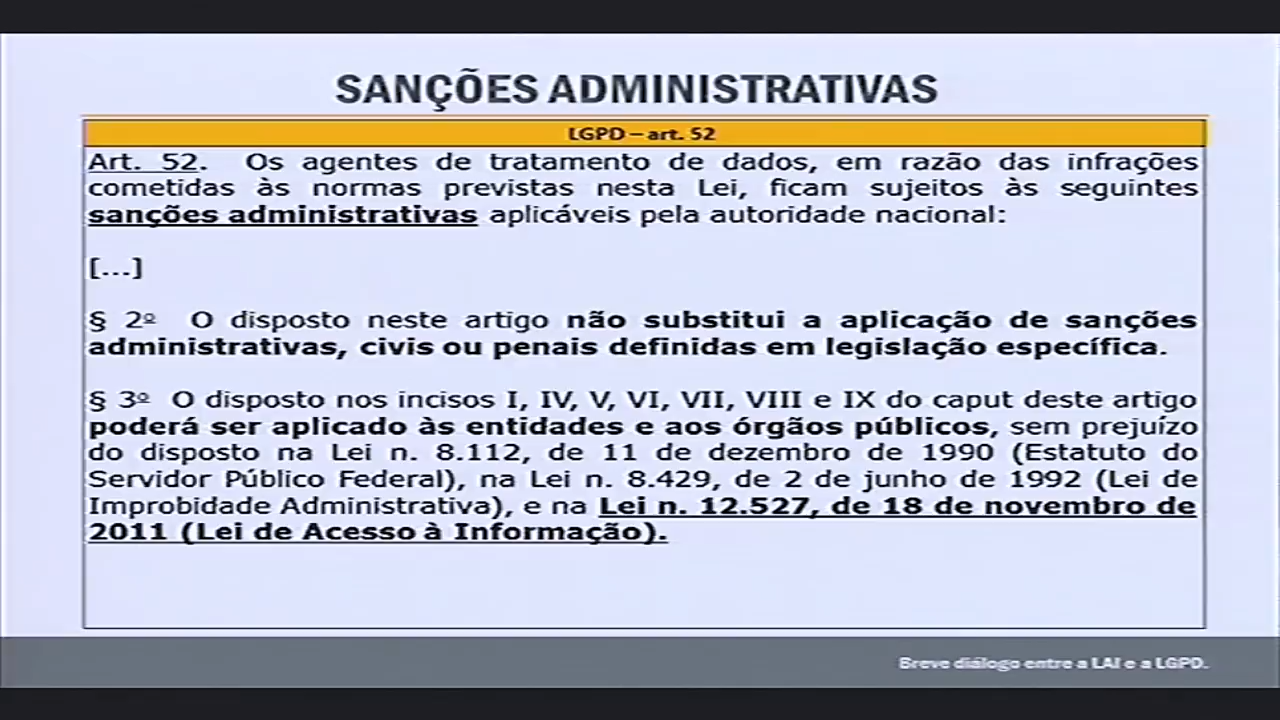 SANÇÕES ADMINISTRATIVAS
LGPD – art. 52
Art. 52. Os agentes de tratamento de dados, em razão das infrações
cometidas às normas previstas nesta Lei, ficam sujeitos às seguintes
sanções administrativas aplicáveis pela autoridade nacional:
[...]
§ 2º O disposto neste artigo não substitui a aplicação de sanções
administrativas, civis ou penais definidas em legislação específica.
§ 3º O disposto nos incisos I, IV, V, VI, VII, VIII e IX do caput deste artigo
poderá ser aplicado às entidades e aos órgãos públicos, sem prejuízo
do disposto na Lei n. 8.112, de 11 de dezembro de 1990 (Estatuto do
Servidor Público Federal), na Lei n. 8.429, de 2 de junho de 1992 (Lei de
Improbidade Administrativa), e na Lei n. 12.527, de 18 de novembro de
2011 (Lei de Acesso à Informação).
Breve diálogo entre a LAI e a LGPD.